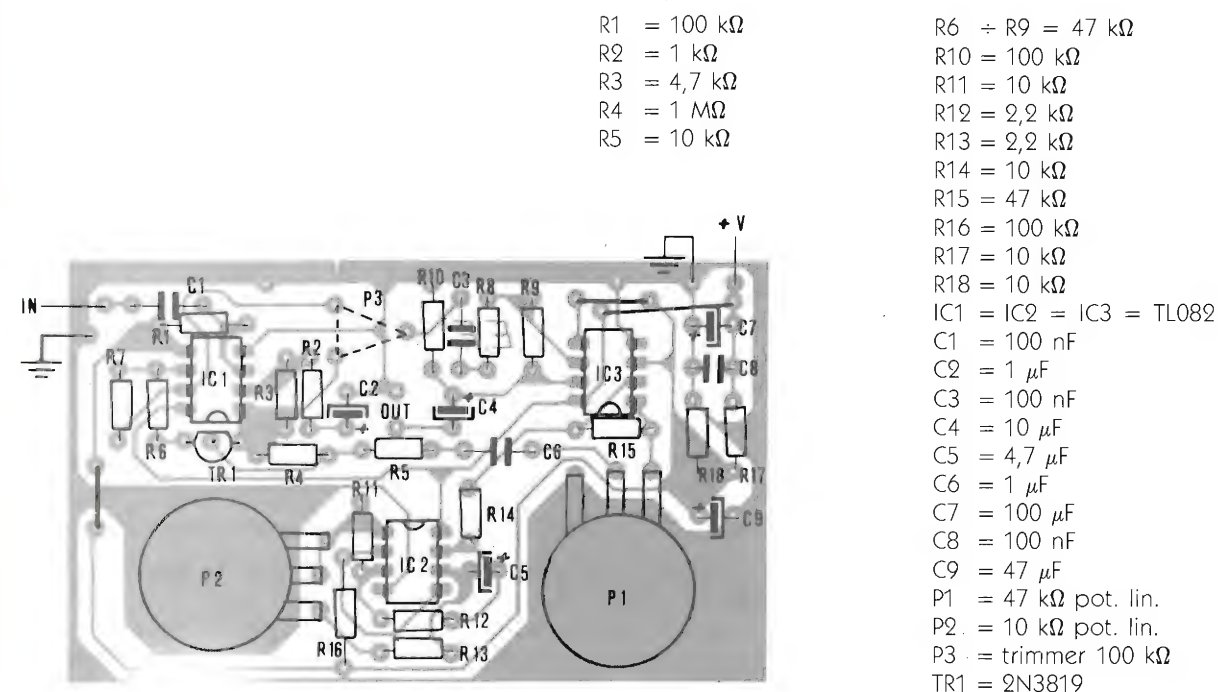 R1 = 100 kΩ
R2 = 1 kΩ
R3 = 4,7 kΩ
R4 = 1 MΩ
R5 = 10 kΩ
R6 ÷ R9 = 47 kΩ
R10 = 100 kΩ
R11 = 10 kΩ
R12 = 2,2 kΩ
R13 = 2,2 kΩ
R14 = 10 kΩ
R15 = 47 kΩ
R16 = 100 kΩ
R17 = 10 kΩ
R18 = 10 kΩ
IC1 = IC2 = IC3 = TL082
C1 = 100 nF
C2 = 1 μF
C3 = 100 nF
C4 = 10 μF
C5 = 4,7 μF
C6 = 1 μF
C7 = 100 μF
C8 = 100 nF
C9 = 47 μF
P1 = 47 kΩ pot. lin.
P2 = 10 kΩ pot. lin.
P3 = trimmer 100 kΩ
TR1 = 2N3819
+ V
IN
C1
P3
R10
C3
R8
R9
R1
C7
R7
R2
IC1
IC3
C8
R3
C2
OUT
+
C4
+
R6
TR1
R4
R5
C6
R15
R18
R17
R11
R14
+
C9
IC2
+
C5
P2
P1
R12
R16
R13